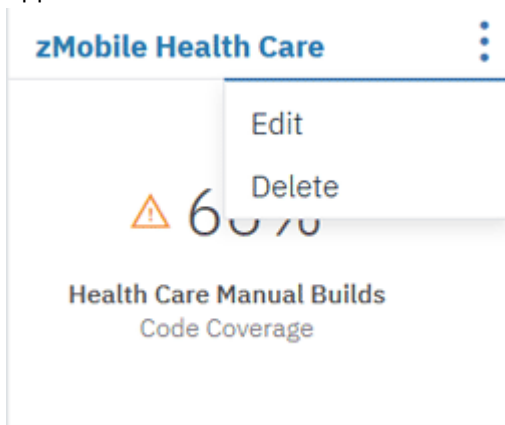 zMobile Health Care
Edit
Delete
Health Care Manual Builds
Code Coverage